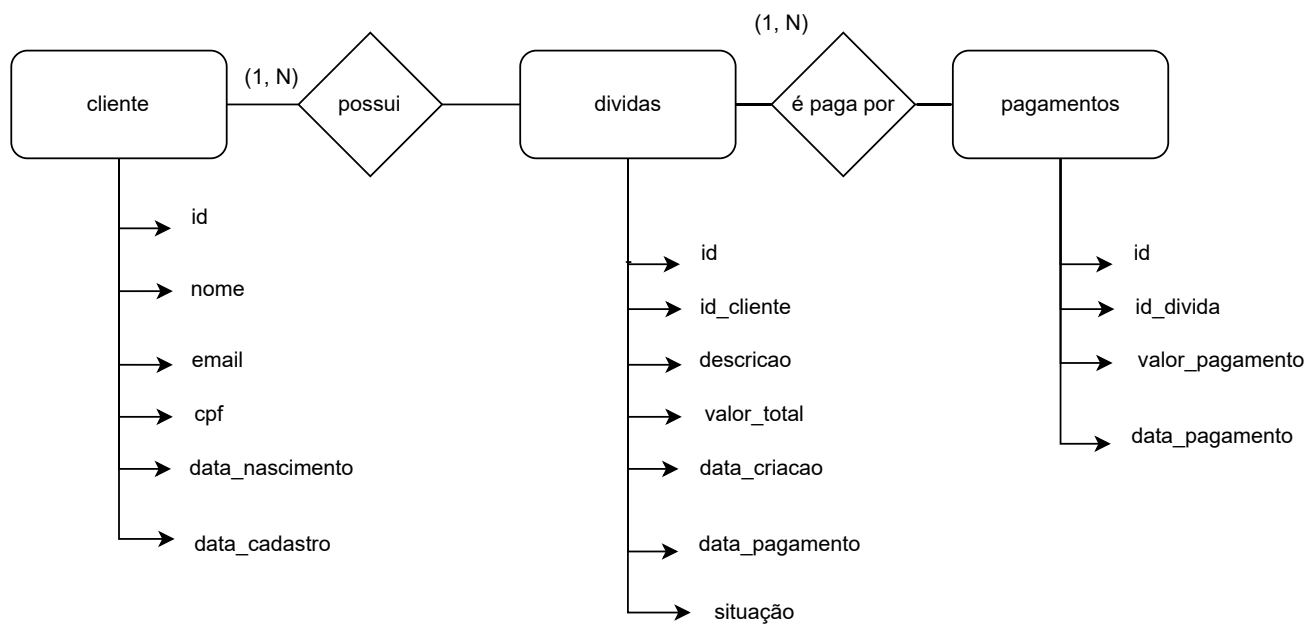 (1, N)
cliente
(1, N)
possui
dividas
é paga por
pagamentos
id
nome
email
cpf
data_nascimento
data_cadastro
id
id_cliente
descricao
valor_total
data_criacao
data_pagamento
situação
id
id_divida
valor_pagamento
data_pagamento